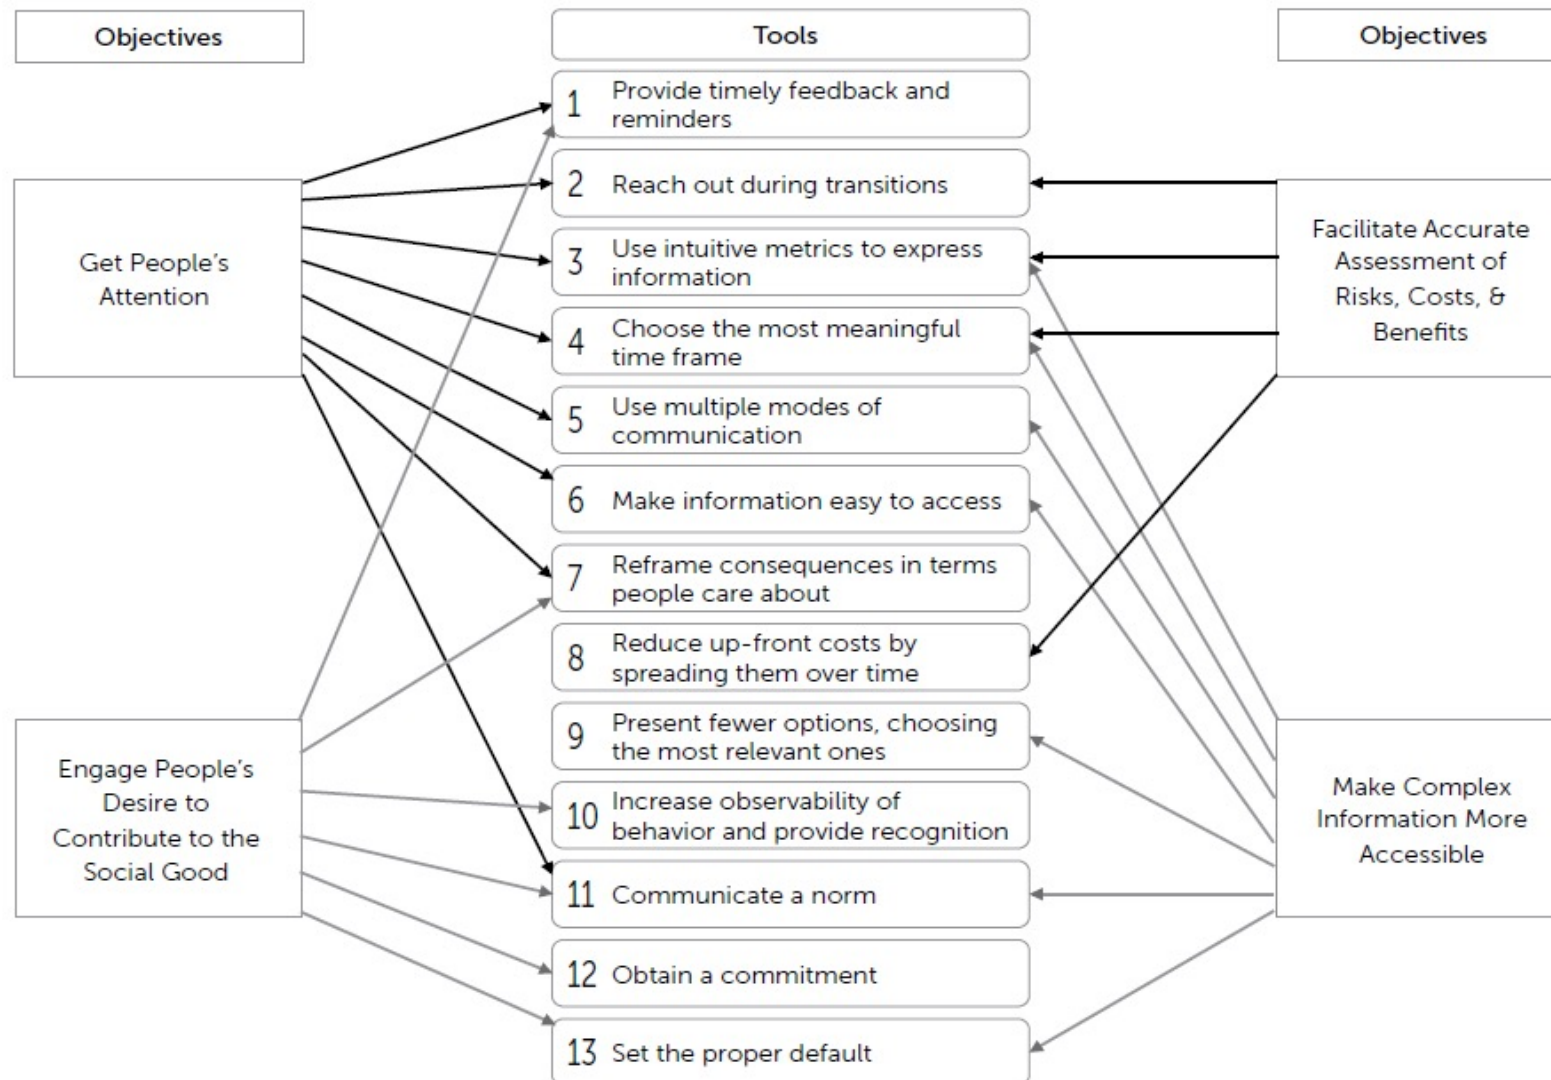 Objectives
Tools
Objectives
Get People's
Attention
Engage People's
Desire to
Contribute to the
Social Good
1 Provide timely feedback and
reminders
2 Reach out during transitions
3 Use intuitive metrics to express
information
4 Choose the most meaningful
time frame
5 Use multiple modes of
communication
6 Make information easy to access
7 Reframe consequences in terms
people care about
8 Reduce up-front costs by
spreading them over time
9 Present fewer options, choosing
the most relevant ones
10 Increase observability of
behavior and provide recognition
11 Communicate a norm
12 Obtain a commitment
13 Set the proper default
Facilitate Accurate
Assessment of
Risks, Costs, &
Benefits
Make Complex
Information More
Accessible